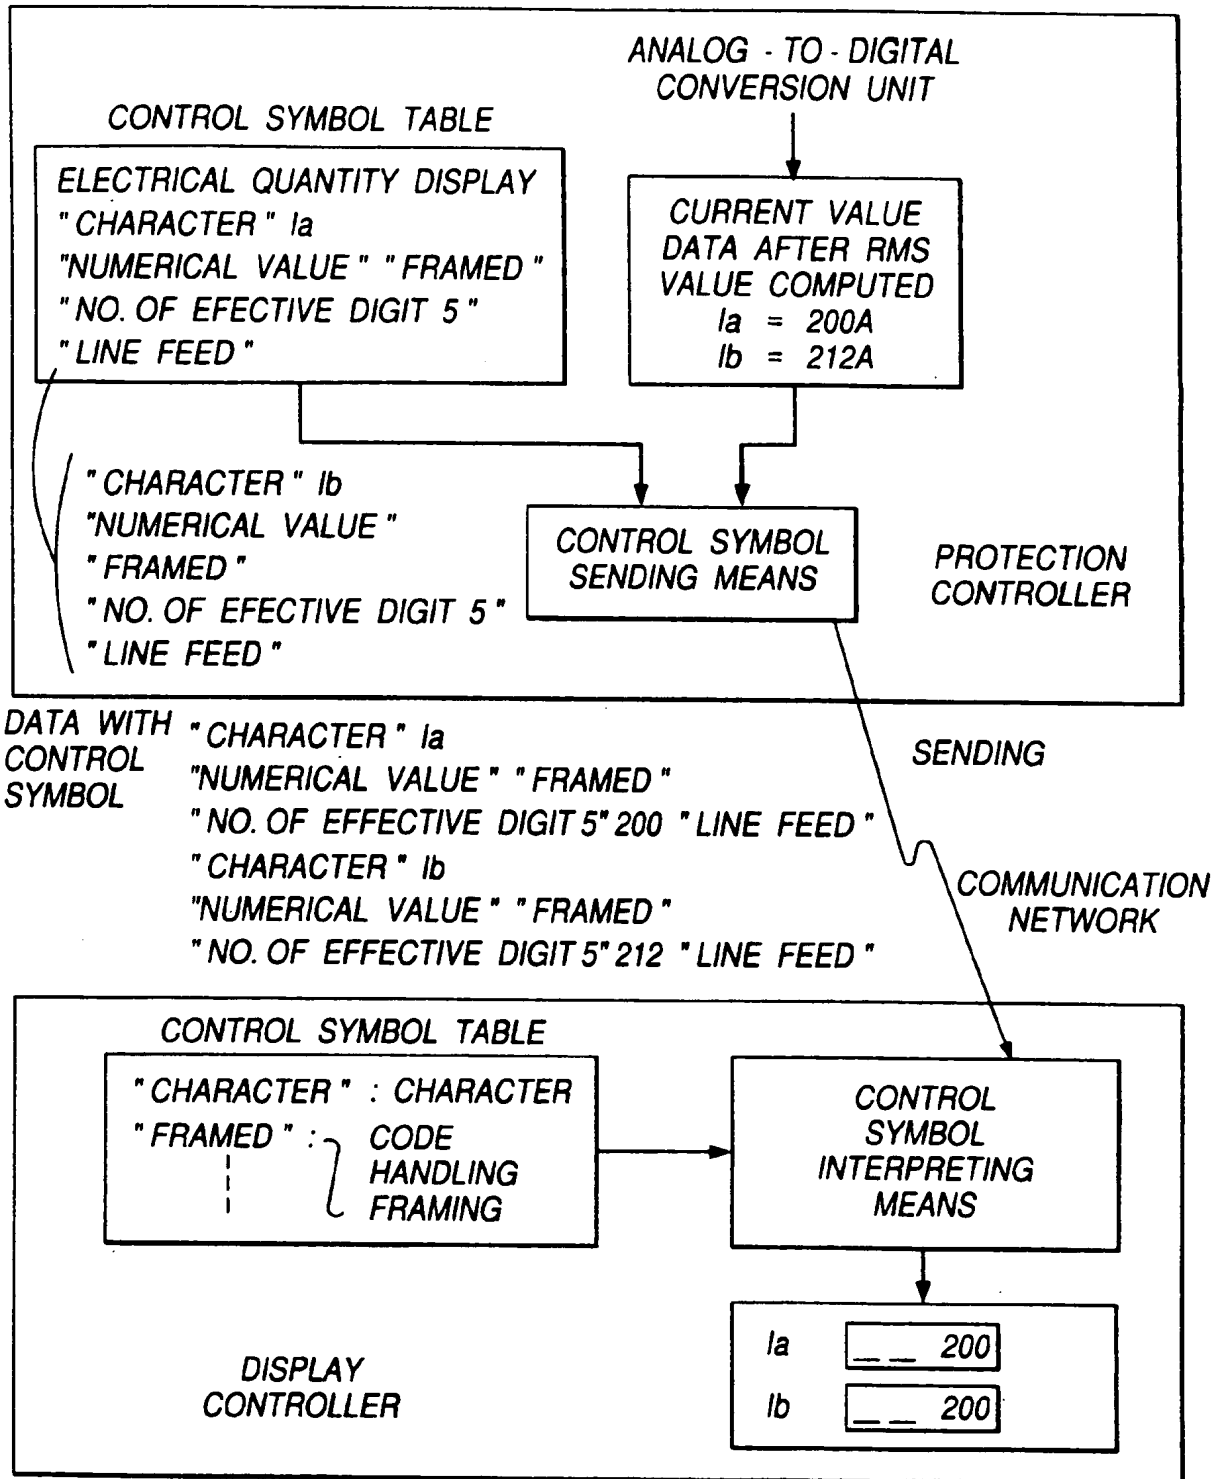 ANALOG - TO - DIGITAL
CONVERSION UNIT
CONTROL SYMBOL TABLE
ELECTRICAL QUANTITY DISPLAY
"CHARACTER" Ia
"NUMERICAL VALUE" "FRAMED"
"NO. OF EFECTIVE DIGIT 5"
"LINE FEED"
CURRENT VALUE
DATA AFTER RMS
VALUE COMPUTED
Ia = 200A
Ib = 212A
"CHARACTER" Ib
"NUMERICAL VALUE"
"FRAMED"
"NO. OF EFECTIVE DIGIT 5"
"LINE FEED"
CONTROL SYMBOL
SENDING MEANS
PROTECTION
CONTROLLER
DATA WITH
CONTROL
SYMBOL
"CHARACTER" Ia
"NUMERICAL VALUE" "FRAMED"
"NO. OF EFFECTIVE DIGIT 5" 200 "LINE FEED"
"CHARACTER" Ib
"NUMERICAL VALUE" "FRAMED"
"NO. OF EFFECTIVE DIGIT 5" 212 "LINE FEED"
SENDING
COMMUNICATION
NETWORK
CONTROL SYMBOL TABLE
"CHARACTER" : CHARACTER
"FRAMED" : CODE
HANDLING
FRAMING
CONTROL
SYMBOL
INTERPRETING
MEANS
Ia _ _ 200
Ib _ _ 200
DISPLAY
CONTROLLER